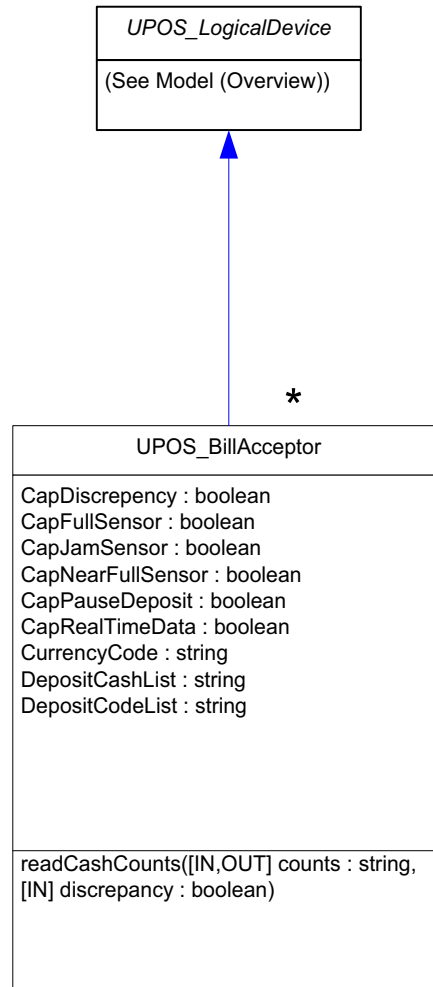 UPOS_LogicalDevice
(See Model (Overview))
*
UPOS_BillAcceptor
CapDiscrepency : boolean
CapFullSensor : boolean
CapJamSensor : boolean
CapNearFullSensor : boolean
CapPauseDeposit : boolean
CapRealTimeData : boolean
CurrencyCode : string
DepositCashList : string
DepositCodeList : string
readCashCounts([IN,OUT] counts : string,
[IN] discrepancy : boolean)